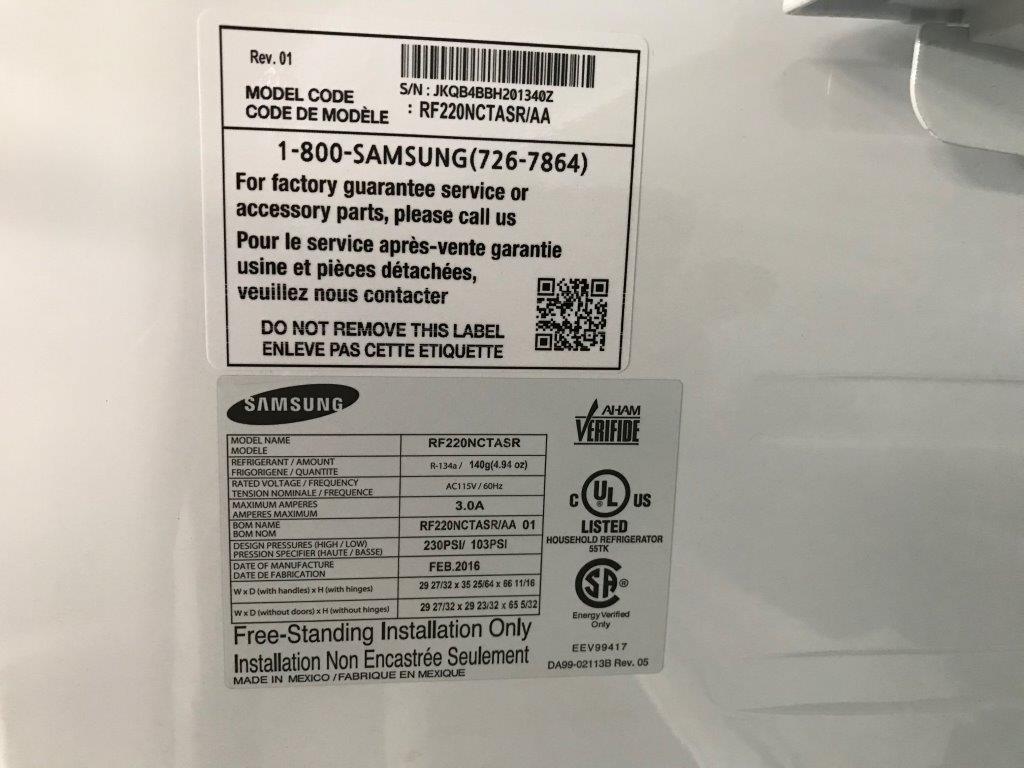 Rev. 01
S/N : JKQB4BBH201340Z
MODEL CODE
CODE DE MODÈLE : RF220NCTASR/AA
1-800-SAMSUNG(726-7864)
For factory guarantee service or
accessory parts, please call us
Pour le service après-vente garantie
usine et pièces détachées,
veuillez nous contacter
DO NOT REMOVE THIS LABEL
ENLEVE PAS CETTE ETIQUETTE
SAMSUNG
AHAM
VERIFIDE
MODEL NAME
MODELE
RF220NCTASR
REFRIGERANT / AMOUNT
FRIGORIGENE / QUANTITE
R-134a / 140g(4.94 oz)
RATED VOLTAGE / FREQUENCY
TENSION NOMINALE / FREQUENCE
AC115V / 60Hz
MAXIMUM AMPERES
AMPERES MAXIMUM
3.0A
BOM NAME
BOM NOM
RF220NCTASR/AA 01
DESIGN PRESSURES (HIGH / LOW)
PRESSION SPECIFIER (HAUTE / BASSE)
230PSI/ 103PSI
DATE OF MANUFACTURE
DATE DE FABRICATION
FEB.2016
W x D (with handles) x H (with hinges)
29 27/32 x 35 25/64 x 66 11/16
W x D (without doors) x H (without hinges)
29 27/32 x 29 23/32 x 65 5/32
C UL US
®
LISTED
HOUSEHOLD REFRIGERATOR
55TK
SA ®
Energy Verified
Only
EEV99417
DA99-02113B Rev. 05
Free-Standing Installation Only
Installation Non Encastrée Seulement
MADE IN MEXICO / FABRIQUE EN MEXIQUE